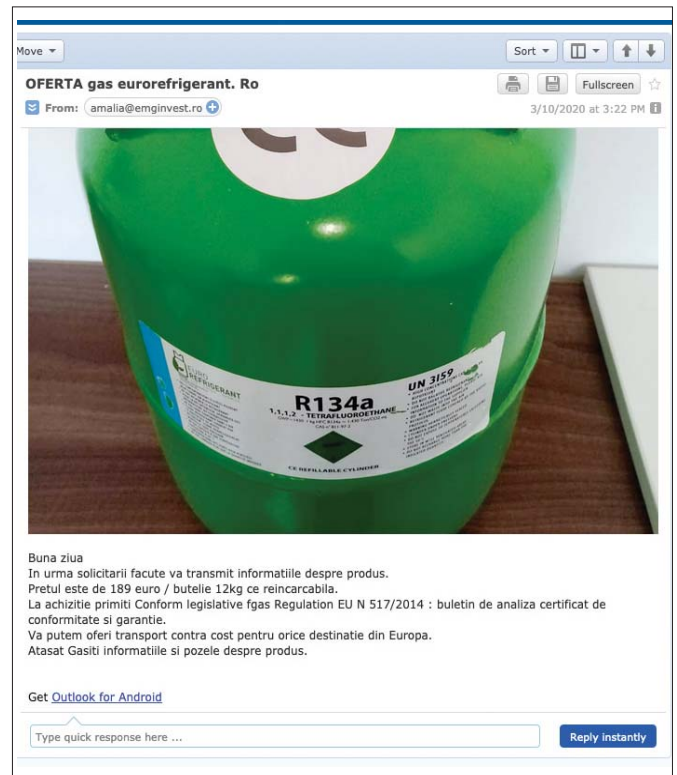 Move
Sort
OFERTA gas eurorefrigerant. Ro
Fullscreen
From: amalia@emginvest.ro
3/10/2020 at 3:22 PM
CE
EURO
REFRIGERANT
R134a
1,1,1,2 - TETRAFLUOROETHANE
UN 3159
CE REFILLABLE CYLINDER
Buna ziua
In urma solicitarii facute va transmit informatiile despre produs.
Pretul este de 189 euro / butelie 12kg ce reincarcabila.
La achizitie primiti Conform legislative fgas Regulation EU N 517/2014 : buletin de analiza certificat de
conformitate si garantie.
Va putem oferi transport contra cost pentru orice destinatie din Europa.
Atasat Gasiti informatiile si pozele despre produs.
Get Outlook for Android
Type quick response here ...
Reply instantly